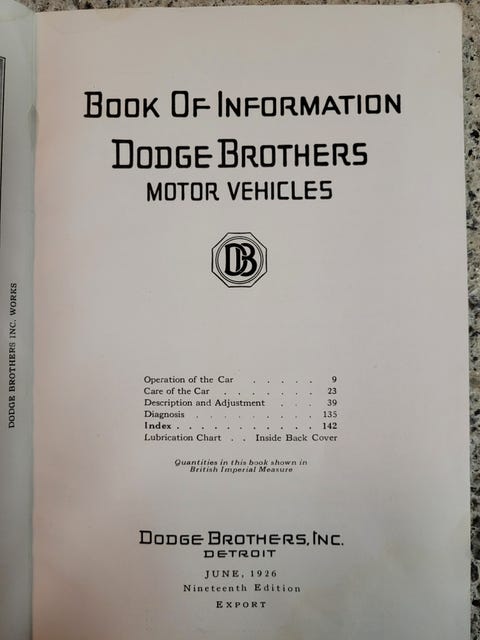 DODGE BROTHERS INC. WORKS
BOOK OF INFORMATION
DODGE BROTHERS
MOTOR VEHICLES
DB
Operation of the Car . . . . . 9
Care of the Car . . . . . . . 23
Description and Adjustment . . . 39
Diagnosis . . . . . . . . . 135
Index . . . . . . . . . . . 142
Lubrication Chart . . Inside Back Cover
Quantities in this book shown in
British Imperial Measure
DODGE BROTHERS, INC.
DETROIT
JUNE, 1926
Nineteenth Edition
EXPORT